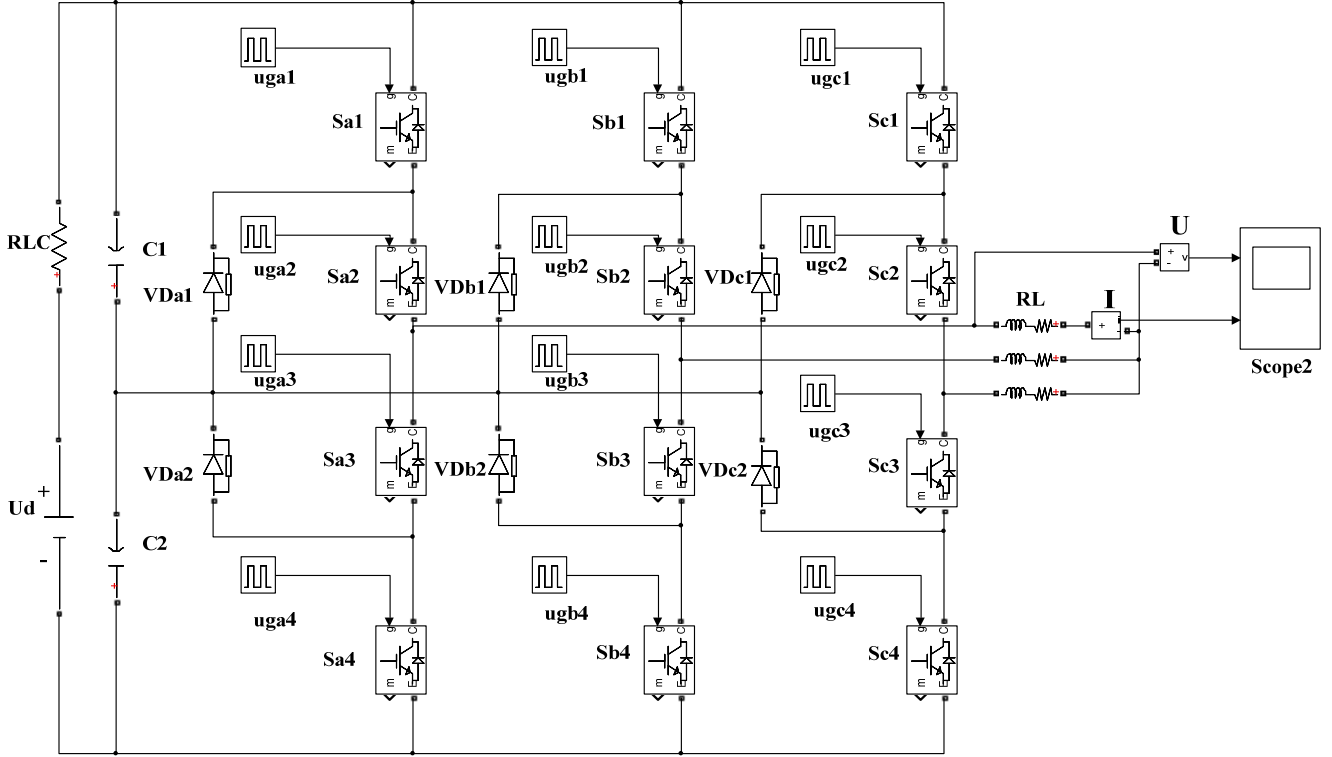 uga1
ugb1
ugc1
g
C
Sa1
m
E
g
C
Sb1
m
E
g
C
Sc1
m
E
RLC
+
C1
+
uga2
ugb2
ugc2
g
C
Sa2
m
E
g
C
Sb2
m
E
g
C
Sc2
m
E
VDa1
VDb1
VDc1
U
+
-
v
RL
I
+
+
i
-
+
+
Scope2
uga3
ugb3
ugc3
g
C
Sa3
m
E
g
C
Sb3
m
E
g
C
Sc3
m
E
VDa2
VDb2
VDc2
+
Ud
-
C2
+
uga4
ugb4
ugc4
g
C
Sa4
m
E
g
C
Sb4
m
E
g
C
Sc4
m
E